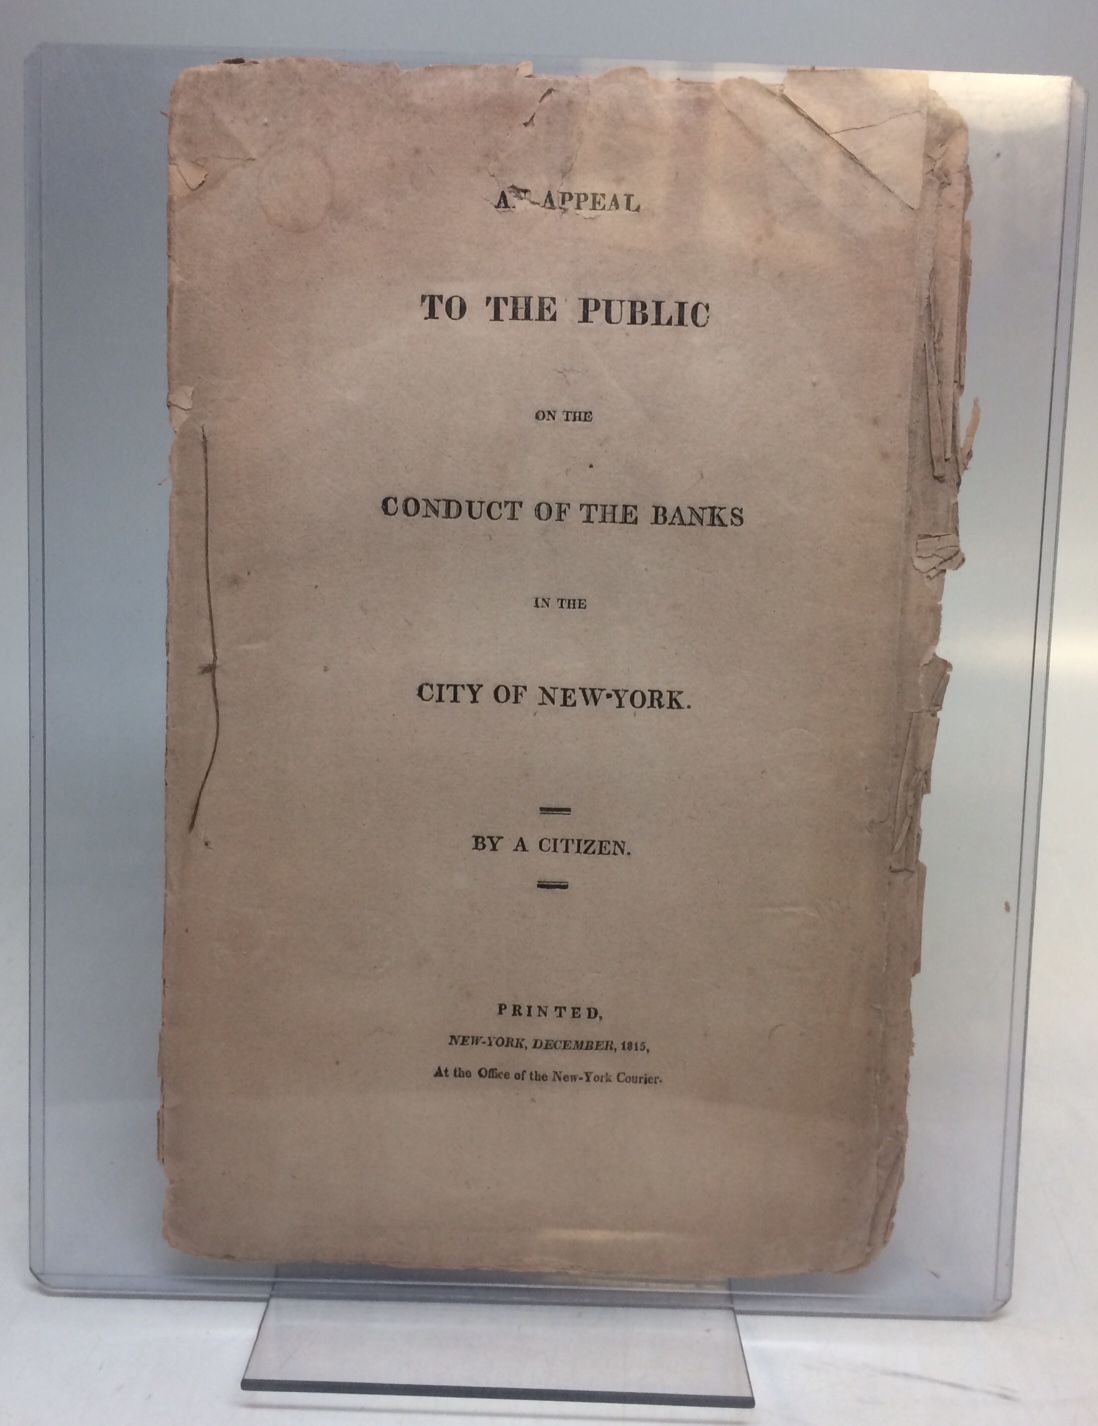 AN APPEAL
TO THE PUBLIC
ON THE
CONDUCT OF THE BANKS
IN THE
CITY OF NEW-YORK.
BY A CITIZEN.
PRINTED,
NEW-YORK, DECEMBER, 1815,
At the Office of the New-York Courier.